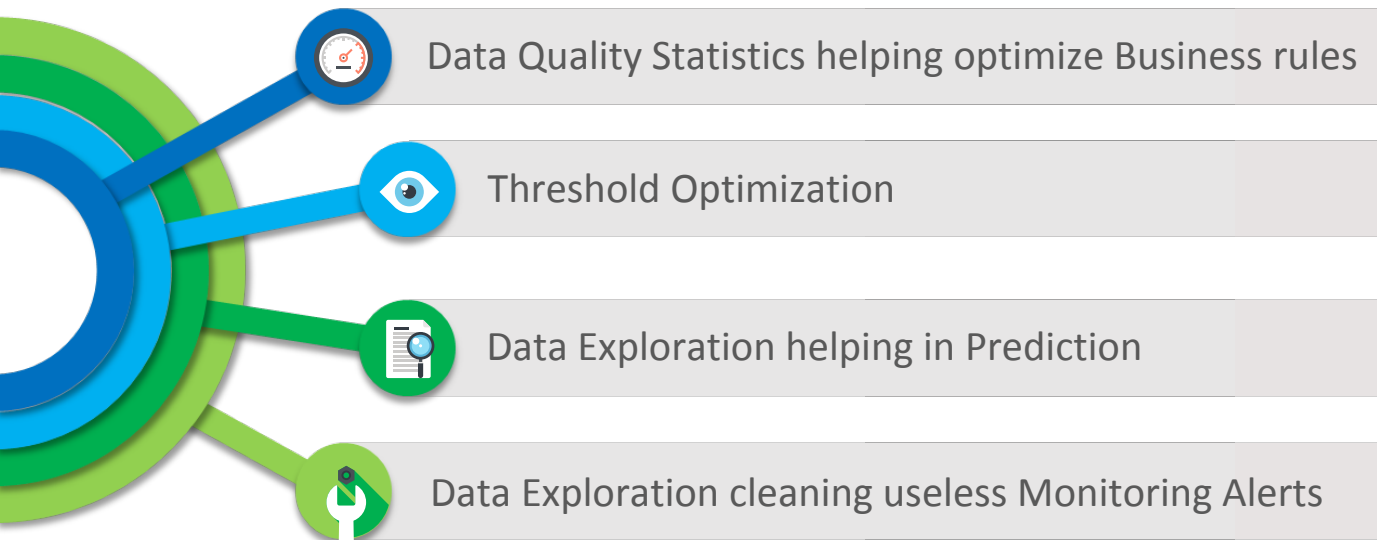 Data Quality Statistics helping optimize Business rules
Threshold Optimization
Data Exploration helping in Prediction
Data Exploration cleaning useless Monitoring Alerts